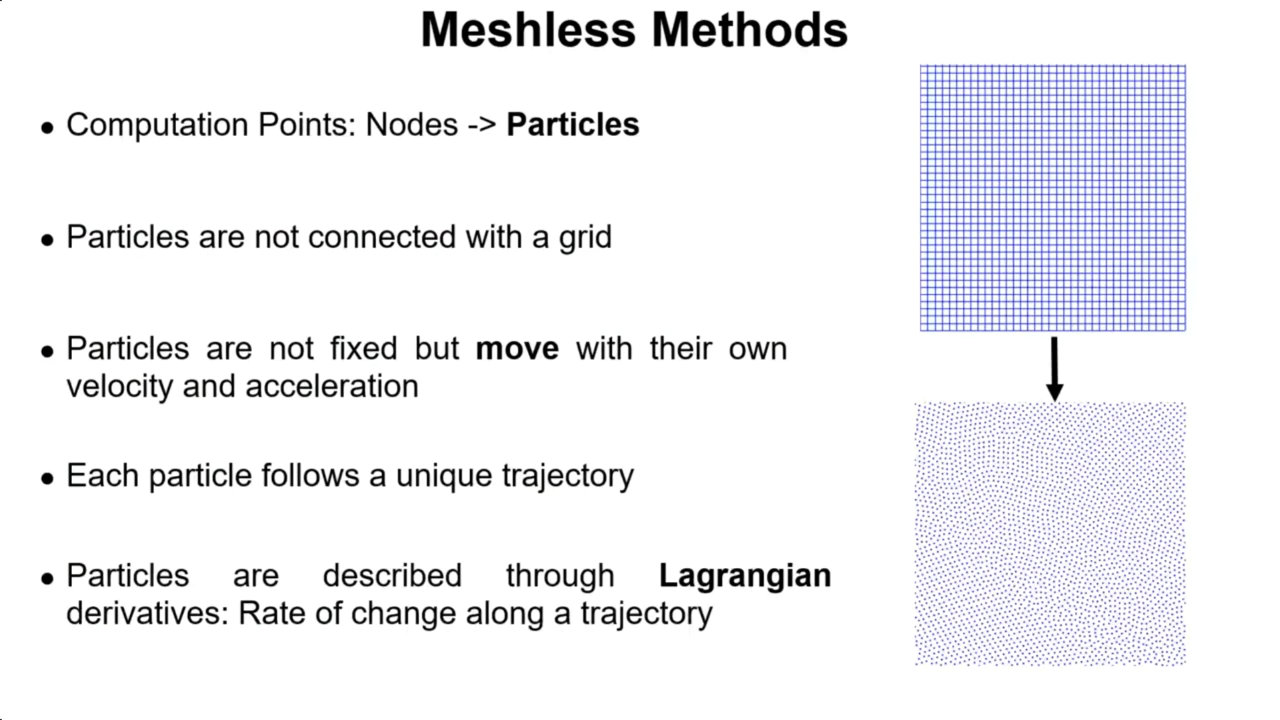 Meshless Methods
• Computation Points: Nodes -> Particles
• Particles are not connected with a grid
• Particles are not fixed but move with their own
velocity and acceleration
• Each particle follows a unique trajectory
• Particles are described through Lagrangian
derivatives: Rate of change along a trajectory